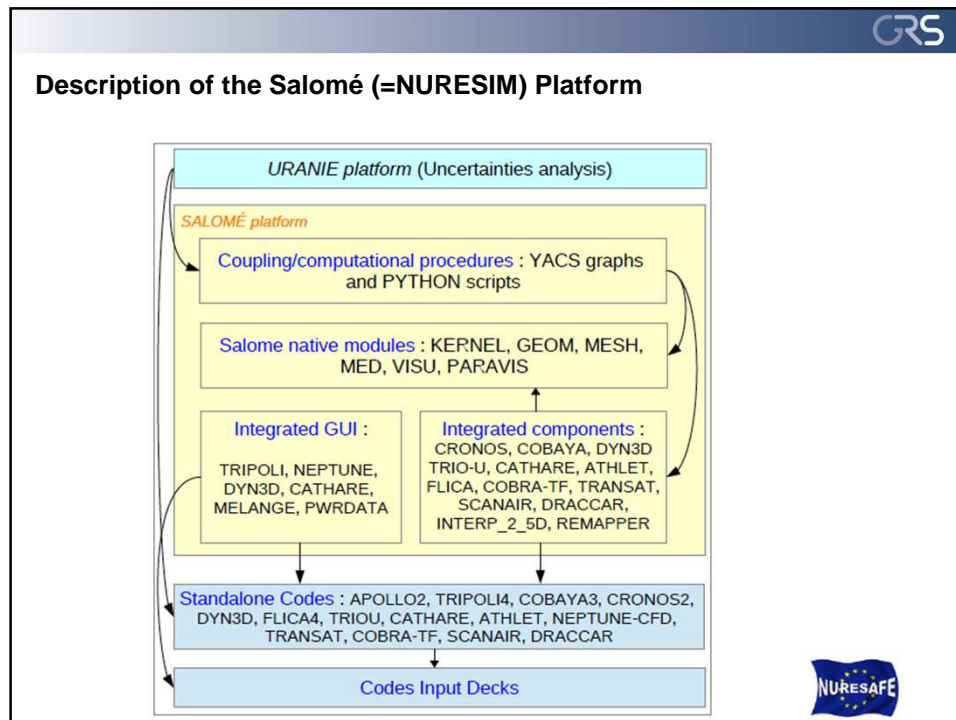 GRS
Description of the Salomé (=NURESIM) Platform
URANIE platform (Uncertainties analysis)
SALOMÉ platform
Coupling/computational procedures : YACS graphs
and PYTHON scripts
Salome native modules : KERNEL, GEOM, MESH,
MED, VISU, PARAVIS
Integrated GUI :
TRIPOLI, NEPTUNE,
DYN3D, CATHARE,
MELANGE, PWRDATA
Integrated components :
CRONOS, COBAYA, DYN3D
TRIO-U, CATHARE, ATHLET,
FLICA, COBRA-TF, TRANSAT,
SCANAIR, DRACCAR,
INTERP_2_5D, REMAPPER
Standalone Codes : APOLLO2, TRIPOLI4, COBAYA3, CRONOS2,
DYN3D, FLICA4, TRIOU, CATHARE, ATHLET, NEPTUNE-CFD,
TRANSAT, COBRA-TF, SCANAIR, DRACCAR
Codes Input Decks
NURESAFE